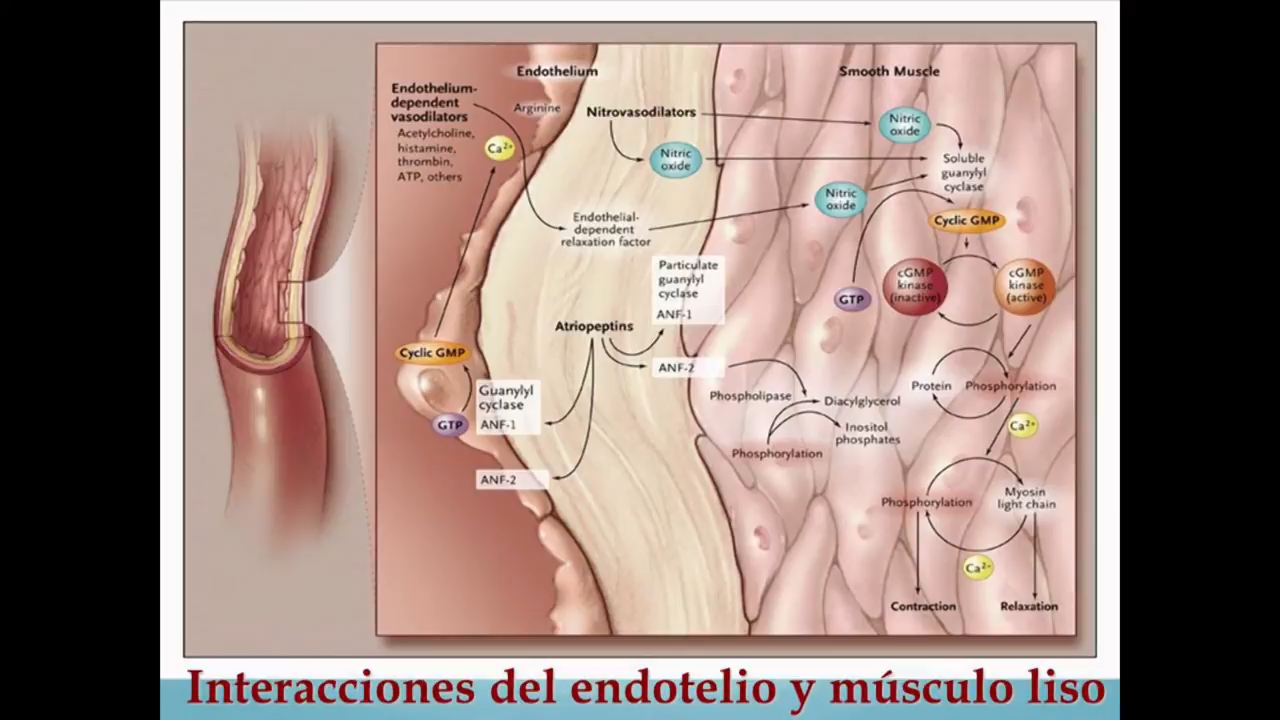 Endothelium
Smooth Muscle
Endothelium-
dependent
vasodilators
Acetylcholine,
histamine,
thrombin,
ATP, others
Arginine
Ca²⁺
Nitrovasodilators
Nitric
oxide
Nitric
oxide
Nitric
oxide
Soluble
guanylyl
cyclase
Cyclic GMP
Endothelial-
dependent
relaxation factor
Particulate
guanylyl
cyclase
ANF-1
cGMP
kinase
(inactive)
cGMP
kinase
(active)
GTP
Atriopeptins
ANF-2
Cyclic GMP
Guanylyl
cyclase
ANF-1
GTP
ANF-2
Phospholipase
Diacylglycerol
Inositol
phosphates
Phosphorylation
Protein
Phosphorylation
Ca²⁺
Phosphorylation
Myosin
light chain
Ca²⁺
Contraction
Relaxation
Interacciones del endotelio y músculo liso